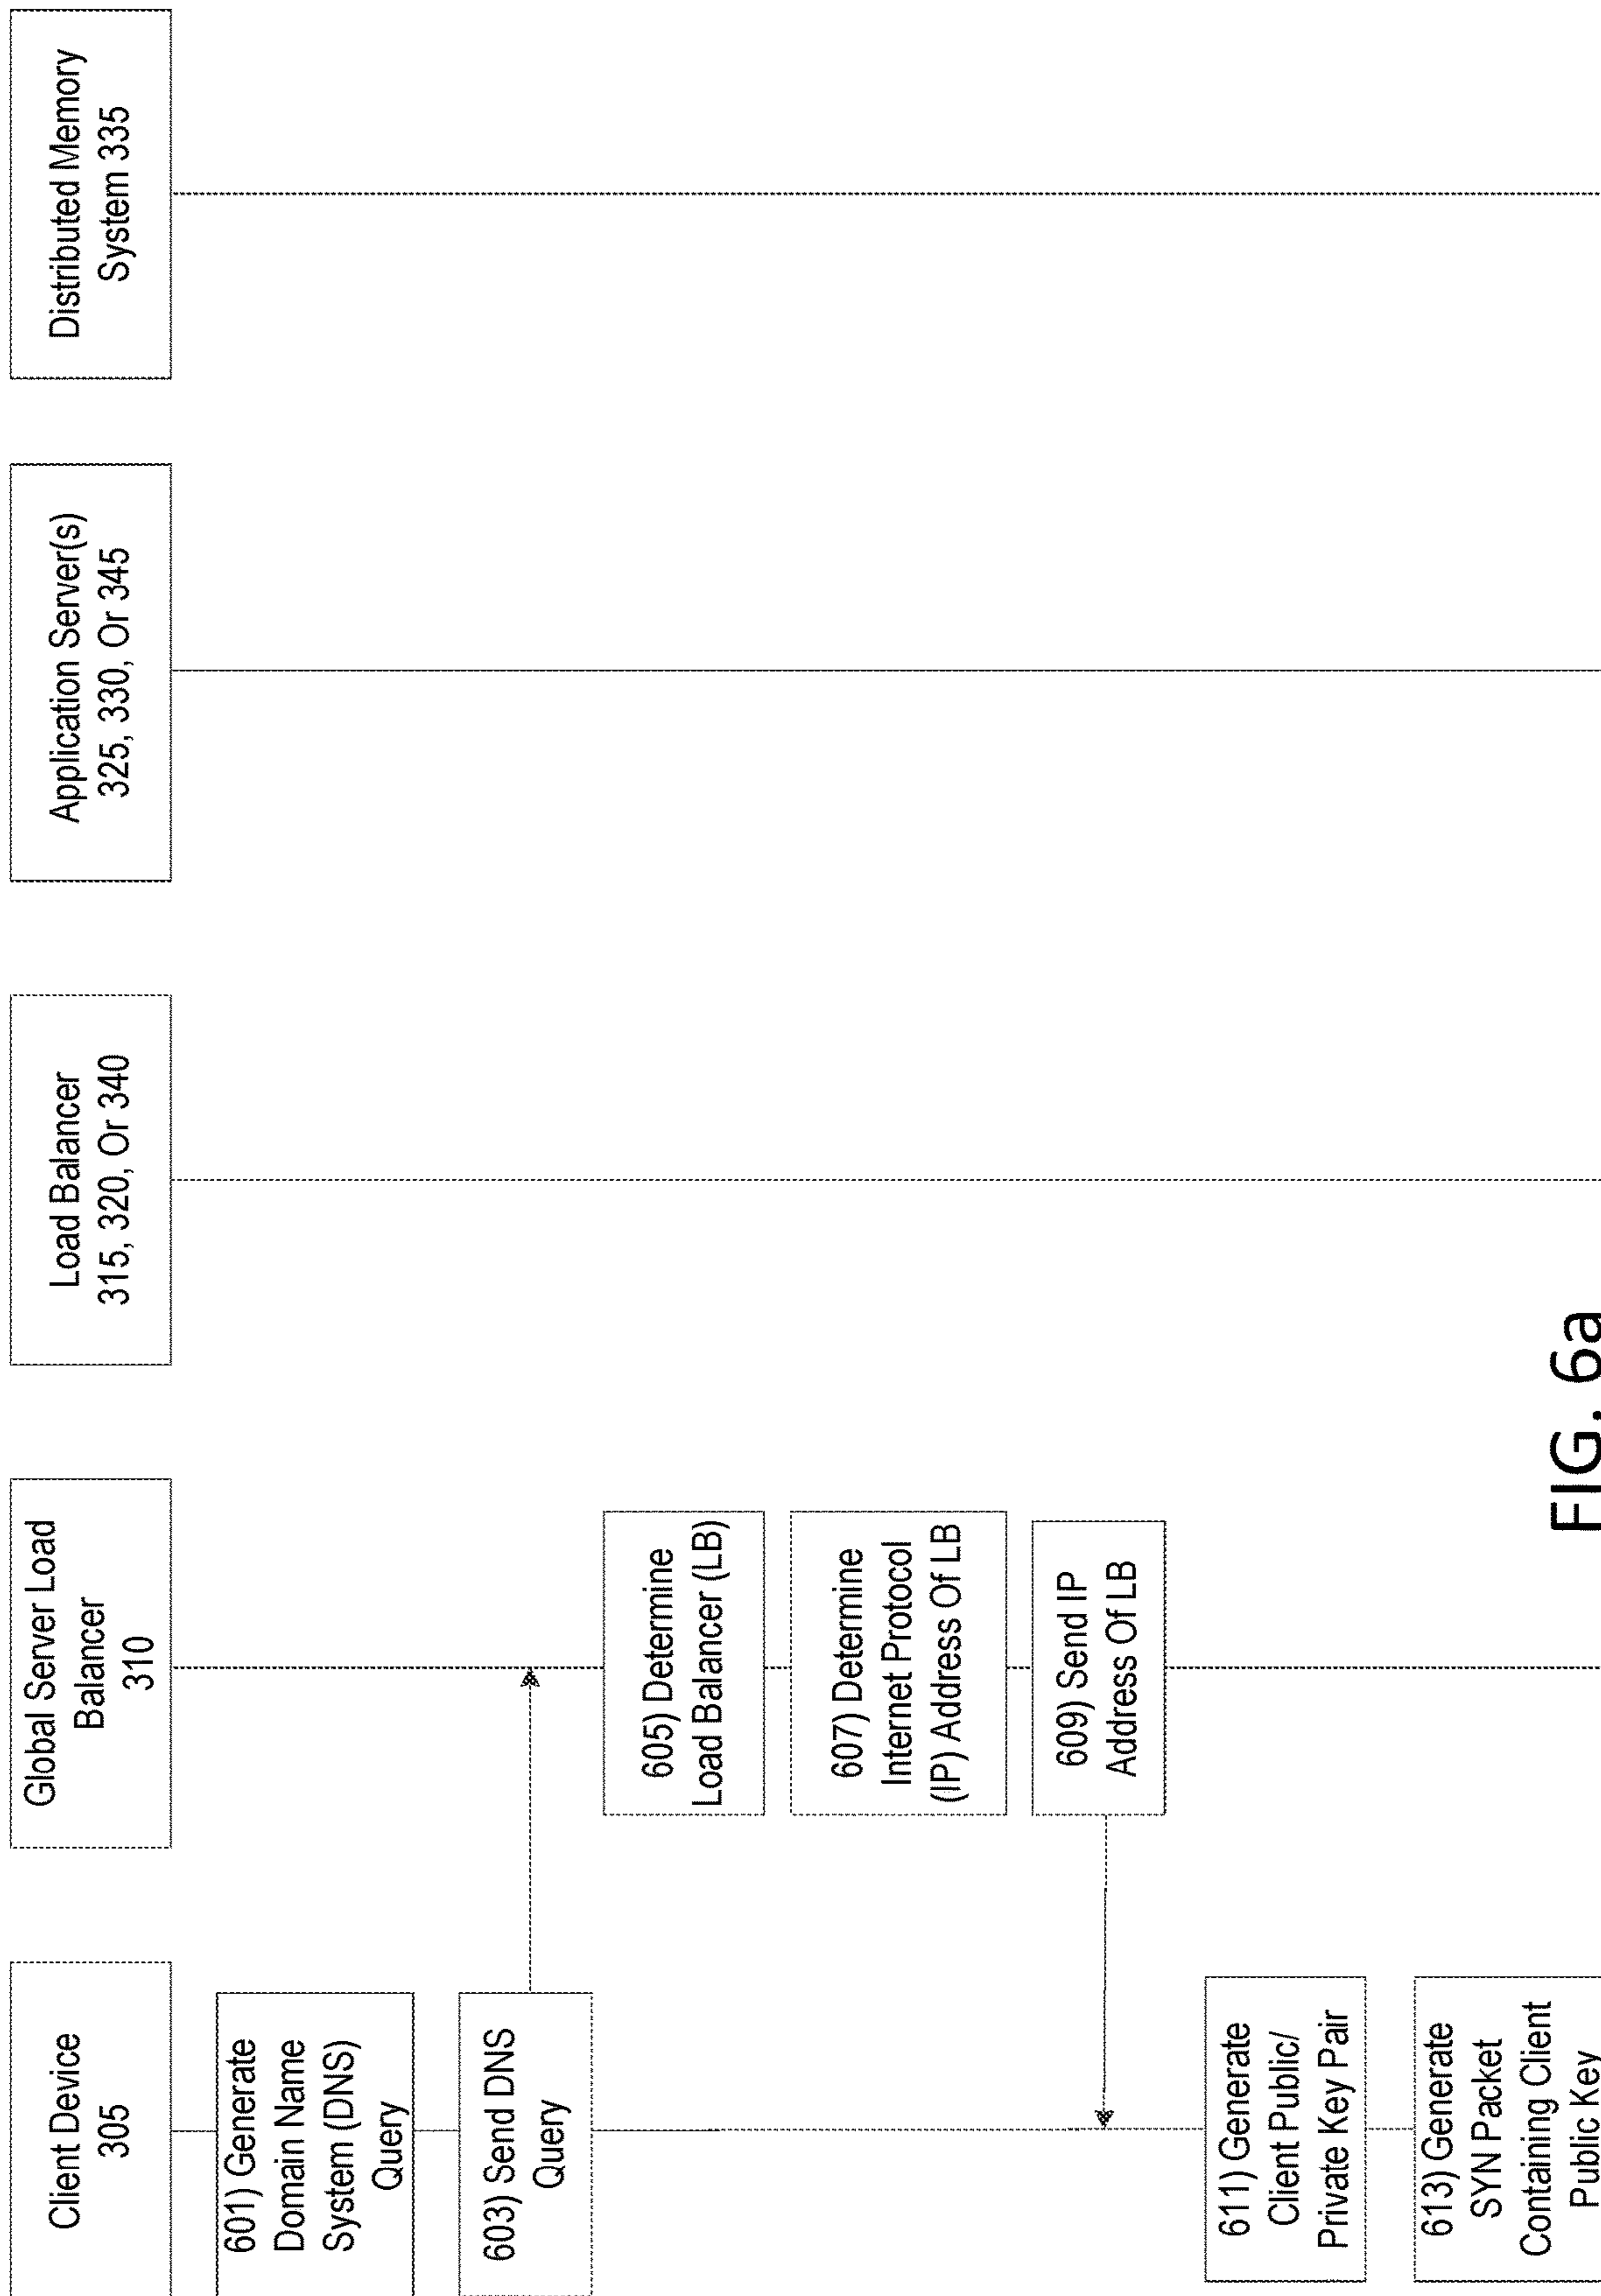 Client Device
305
Global Server Load
Balancer
310
Load Balancer
315, 320, Or 340
Application Server(s)
325, 330, Or 345
Distributed Memory
System 335
601) Generate
Domain Name
System (DNS)
Query
603) Send DNS
Query
605) Determine
Load Balancer (LB)
607) Determine
Internet Protocol
(IP) Address Of LB
609) Send IP
Address Of LB
611) Generate
Client Public/
Private Key Pair
613) Generate
SYN Packet
Containing Client
Public Key
FIG. 6a